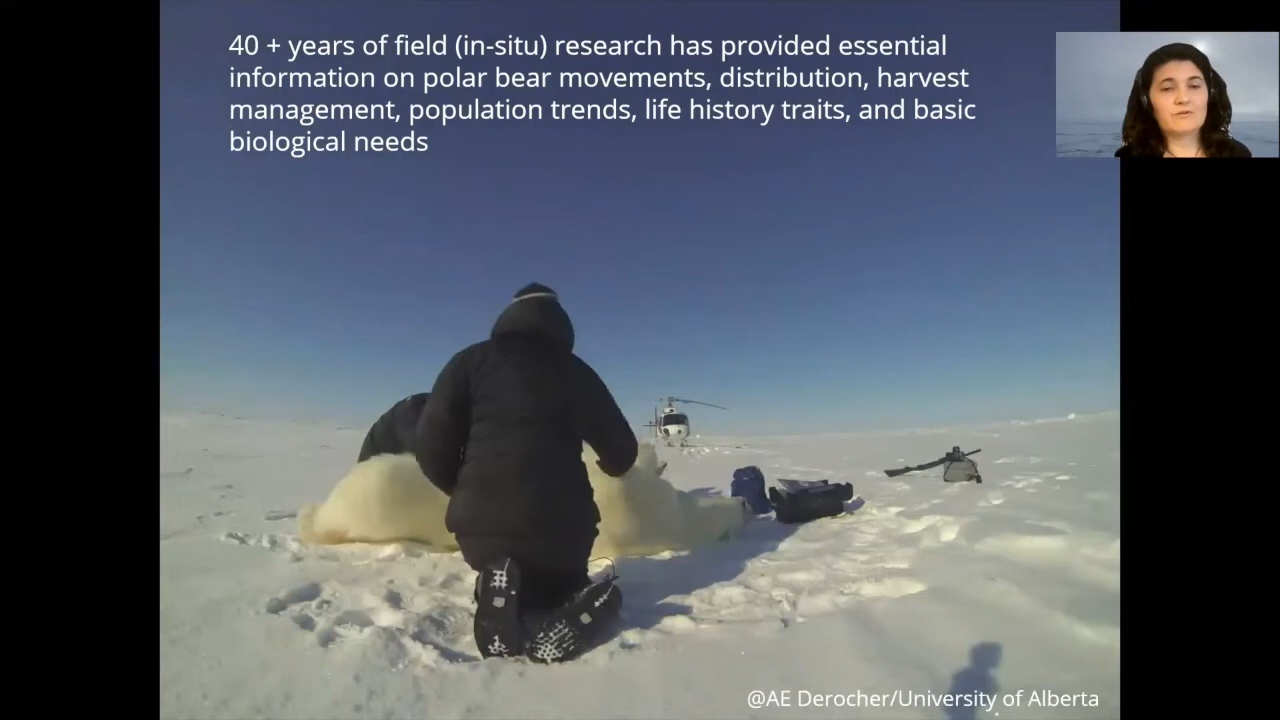 40 + years of field (in-situ) research has provided essential
information on polar bear movements, distribution, harvest
management, population trends, life history traits, and basic
biological needs
@AE Derocher/University of Alberta